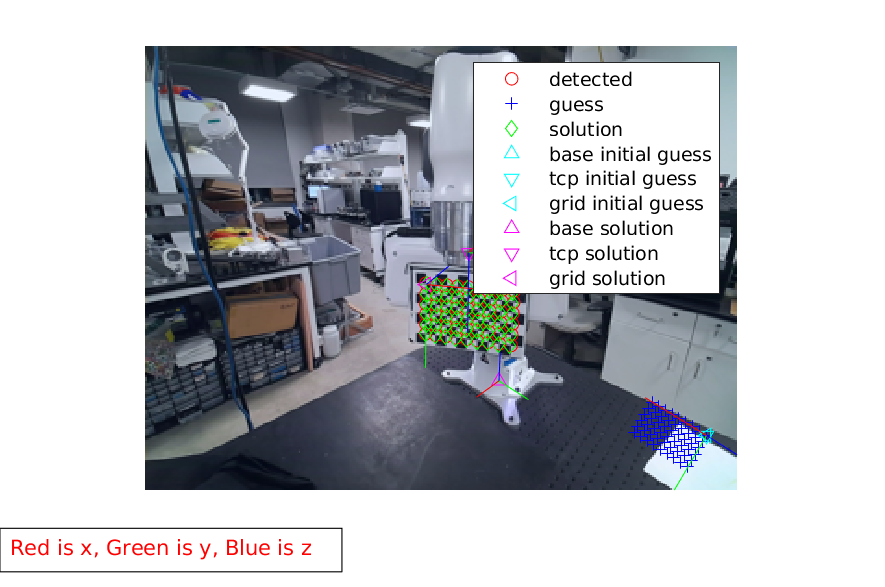 detected
guess
solution
base initial guess
tcp initial guess
grid initial guess
base solution
tcp solution
grid solution
Red is x, Green is y, Blue is z